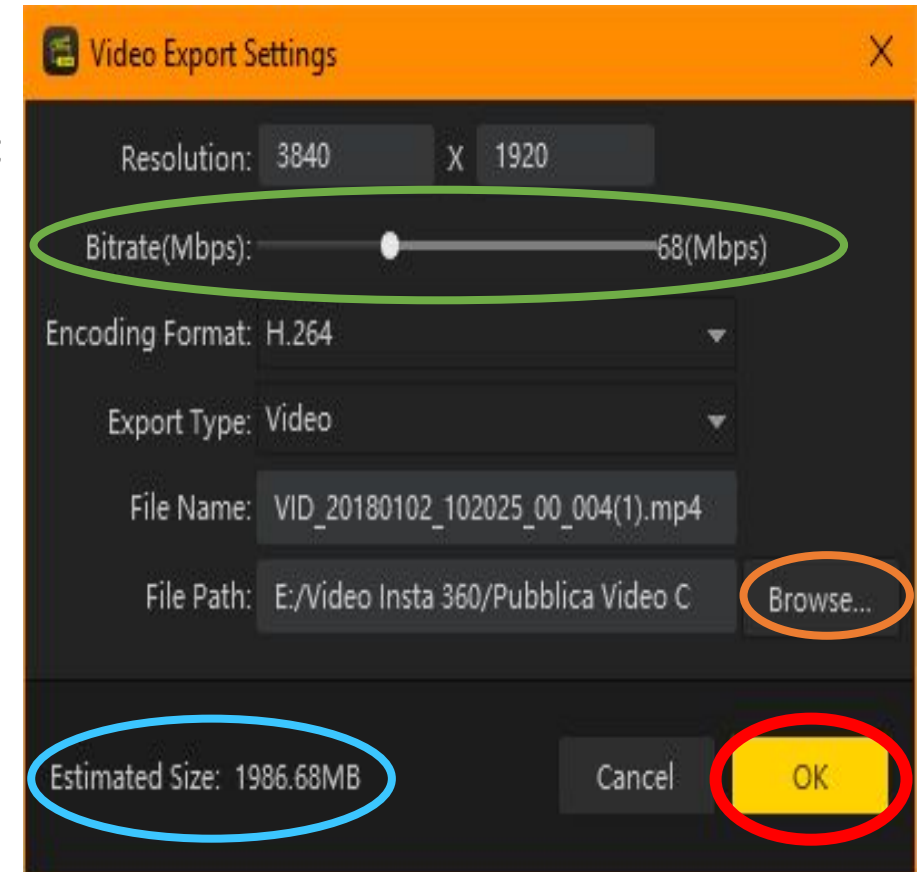 Video Export Settings X
Resolution: 3840 X 1920
Bitrate(Mbps): 68(Mbps)
Encoding Format: H.264
Export Type: Video
File Name: VID_20180102_102025_00_004(1).mp4
File Path: E:/Video Insta 360/Pubblica Video C Browse...
Estimated Size: 1986.68MB Cancel OK